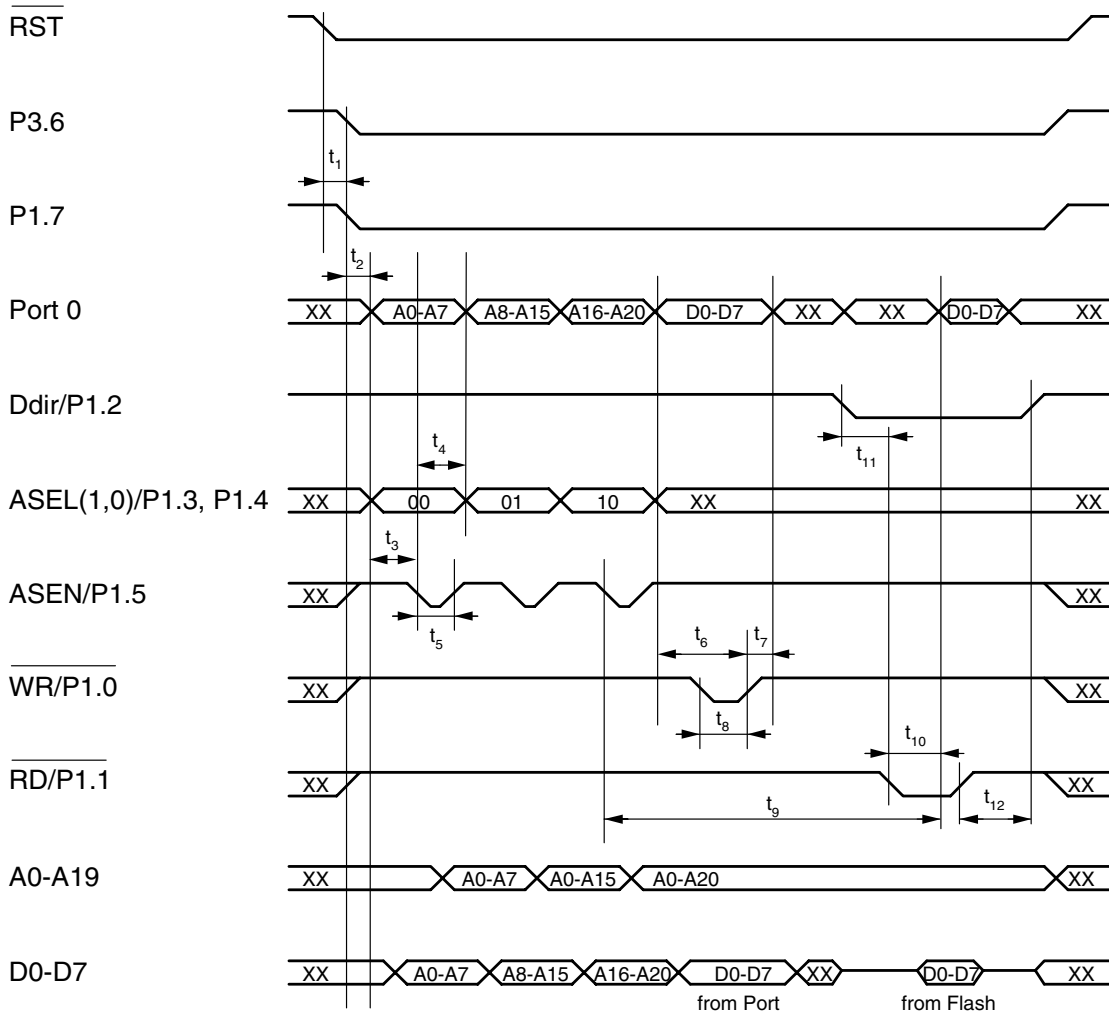 RST
P3.6
t1
P1.7
t2
Port 0 XX A0-A7 A8-A15 A16-A20 D0-D7 XX XX D0-D7 XX
Ddir/P1.2
t4 t11
ASEL(1,0)/P1.3, P1.4 XX 00 01 10 XX XX
t3
ASEN/P1.5 XX XX
t5 t6 t7
WR/P1.0 XX XX
t8 t10
RD/P1.1 XX XX
t9 t12
A0-A19 XX A0-A7 A0-A15 A0-A20 XX
D0-D7 XX A0-A7 A8-A15 A16-A20 D0-D7 XX D0-D7 XX
from Port from Flash